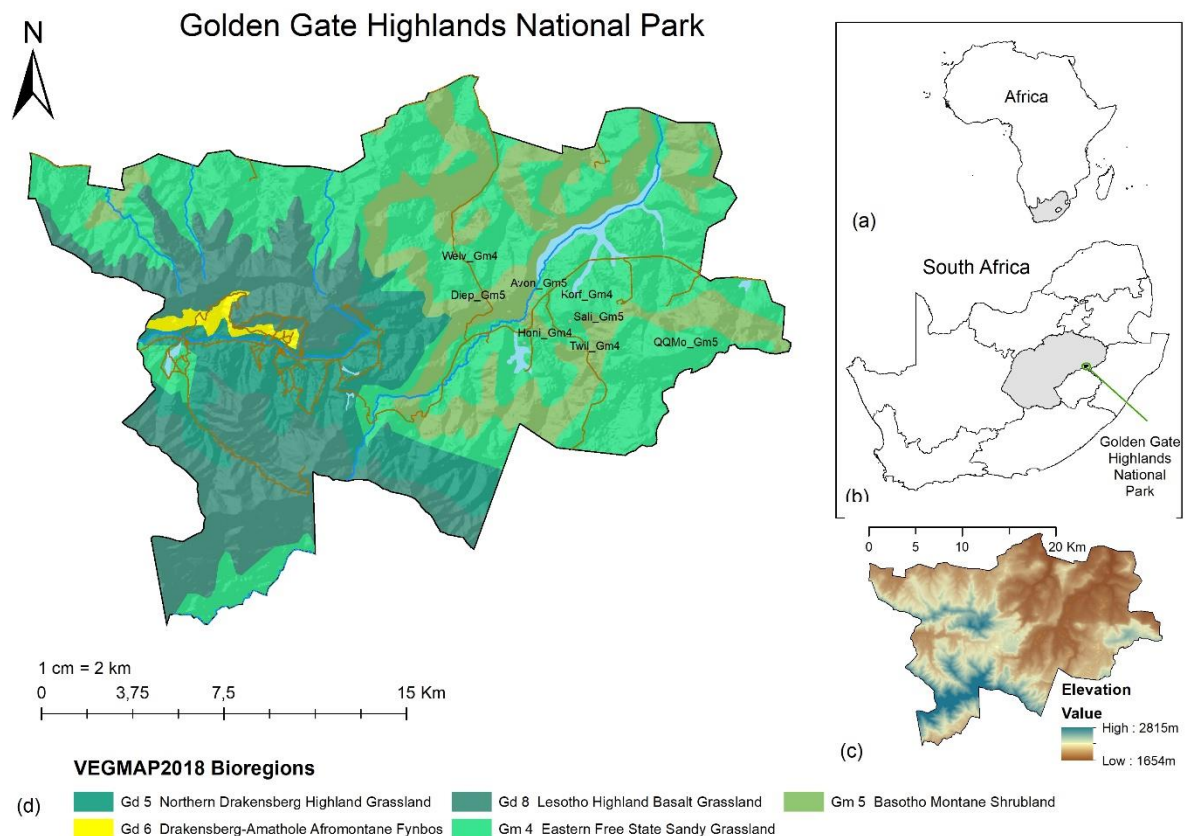 Golden Gate Highlands National Park
N
Welv_Gm4
Diep_Gm5
Avon_Gm5
Korf_Gm4
Sali_Gm5
Honi_Gm4
Twil_Gm4
QQMo_Gm5
1 cm = 2 km
0 3,75 7,5 15 Km
VEGMAP2018 Bioregions
(d)
Gd 5 Northern Drakensberg Highland Grassland
Gd 8 Lesotho Highland Basalt Grassland
Gm 5 Basotho Montane Shrubland
Gd 6 Drakensberg-Amathole Afromontane Fynbos
Gm 4 Eastern Free State Sandy Grassland
Africa
(a)
South Africa
Golden Gate
Highlands
National
Park
(b)
0 5 10 20 Km
Elevation
Value
High : 2815m
Low : 1654m
(c)